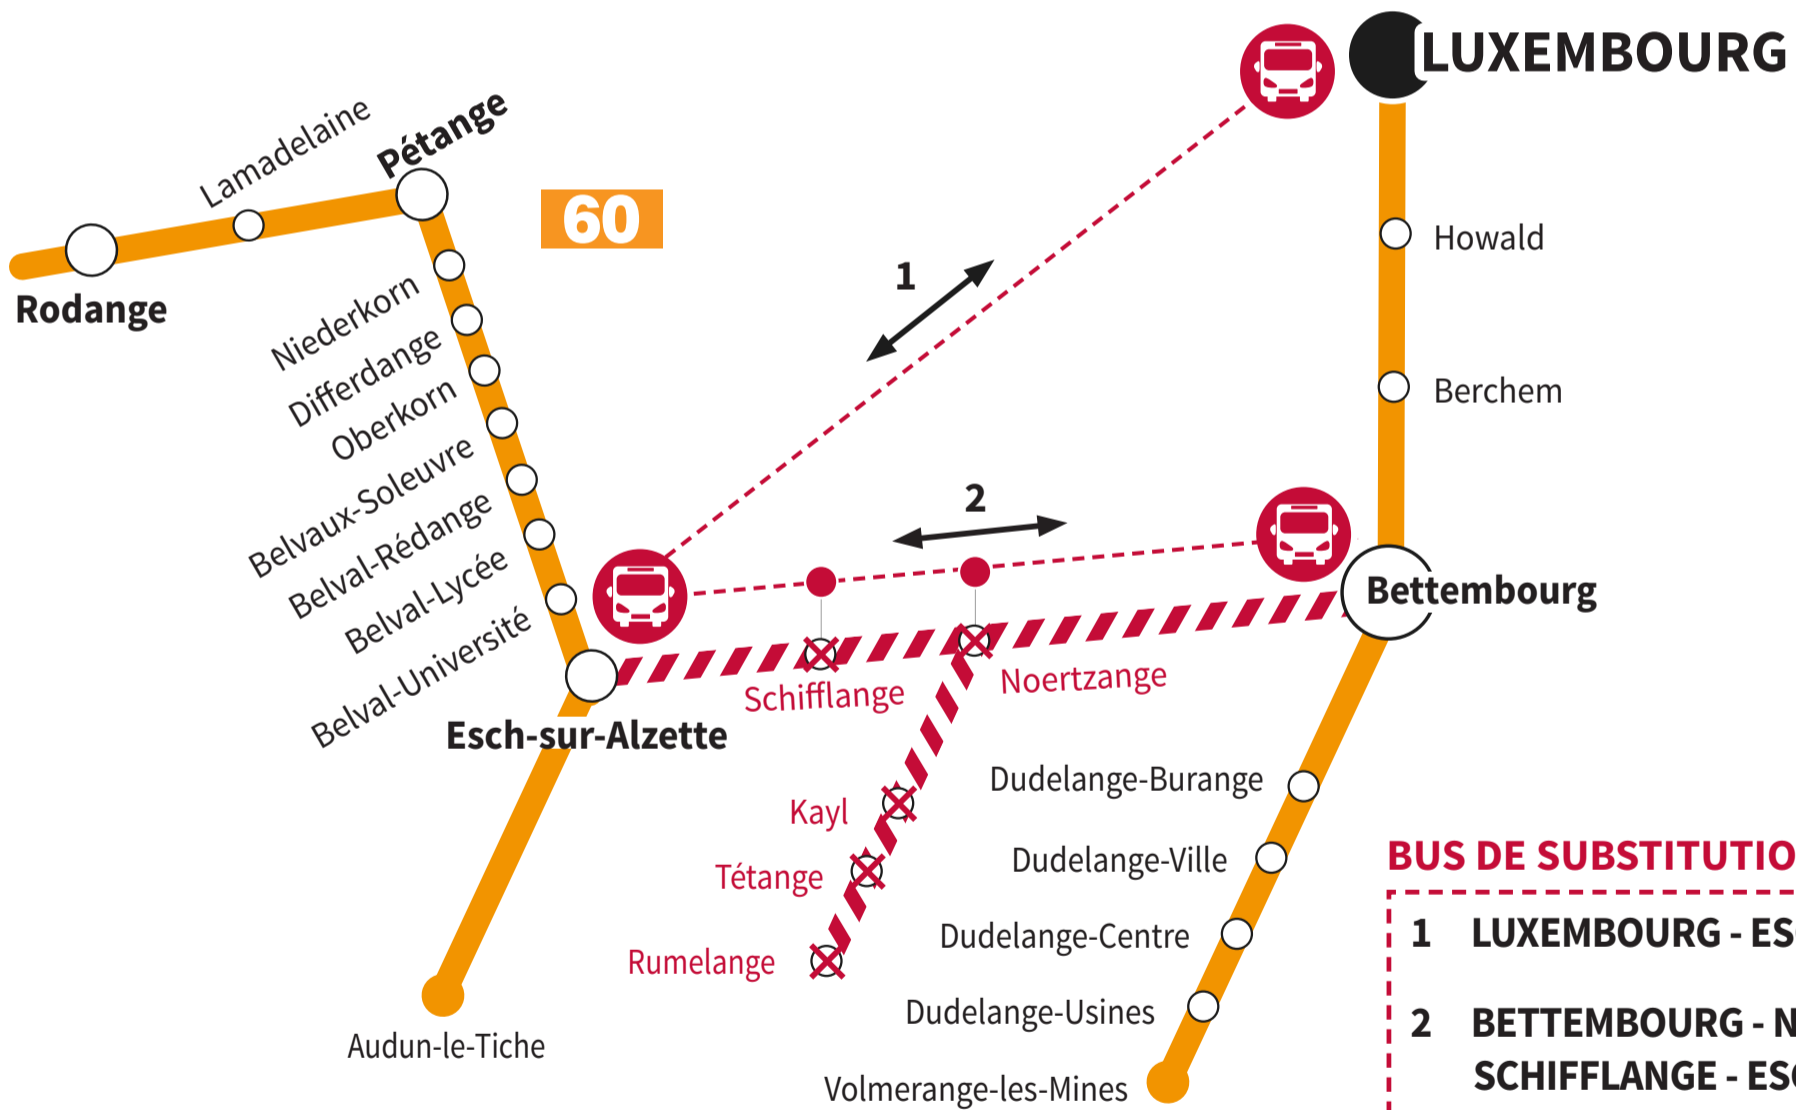 LUXEMBOURG
Lamadelaine
Pétange
60
Rodange
Howald
1
Niederkorn
Differdange
Berchem
Oberkorn
Belvaux-Soleuvre
2
Belval-Rédange
Belval-Lycée
Bettembourg
Belval-Université
Schifflange
Noertzange
Esch-sur-Alzette
Dudelange-Burange
Kayl
Dudelange-Ville
Tétange
Dudelange-Centre
Rumelange
Dudelange-Usines
Audun-le-Tiche
Volmerange-les-Mines
BUS DE SUBSTITUTIO
1 LUXEMBOURG - ES
2 BETTEMBOURG - N
SCHIFFLANGE - ES